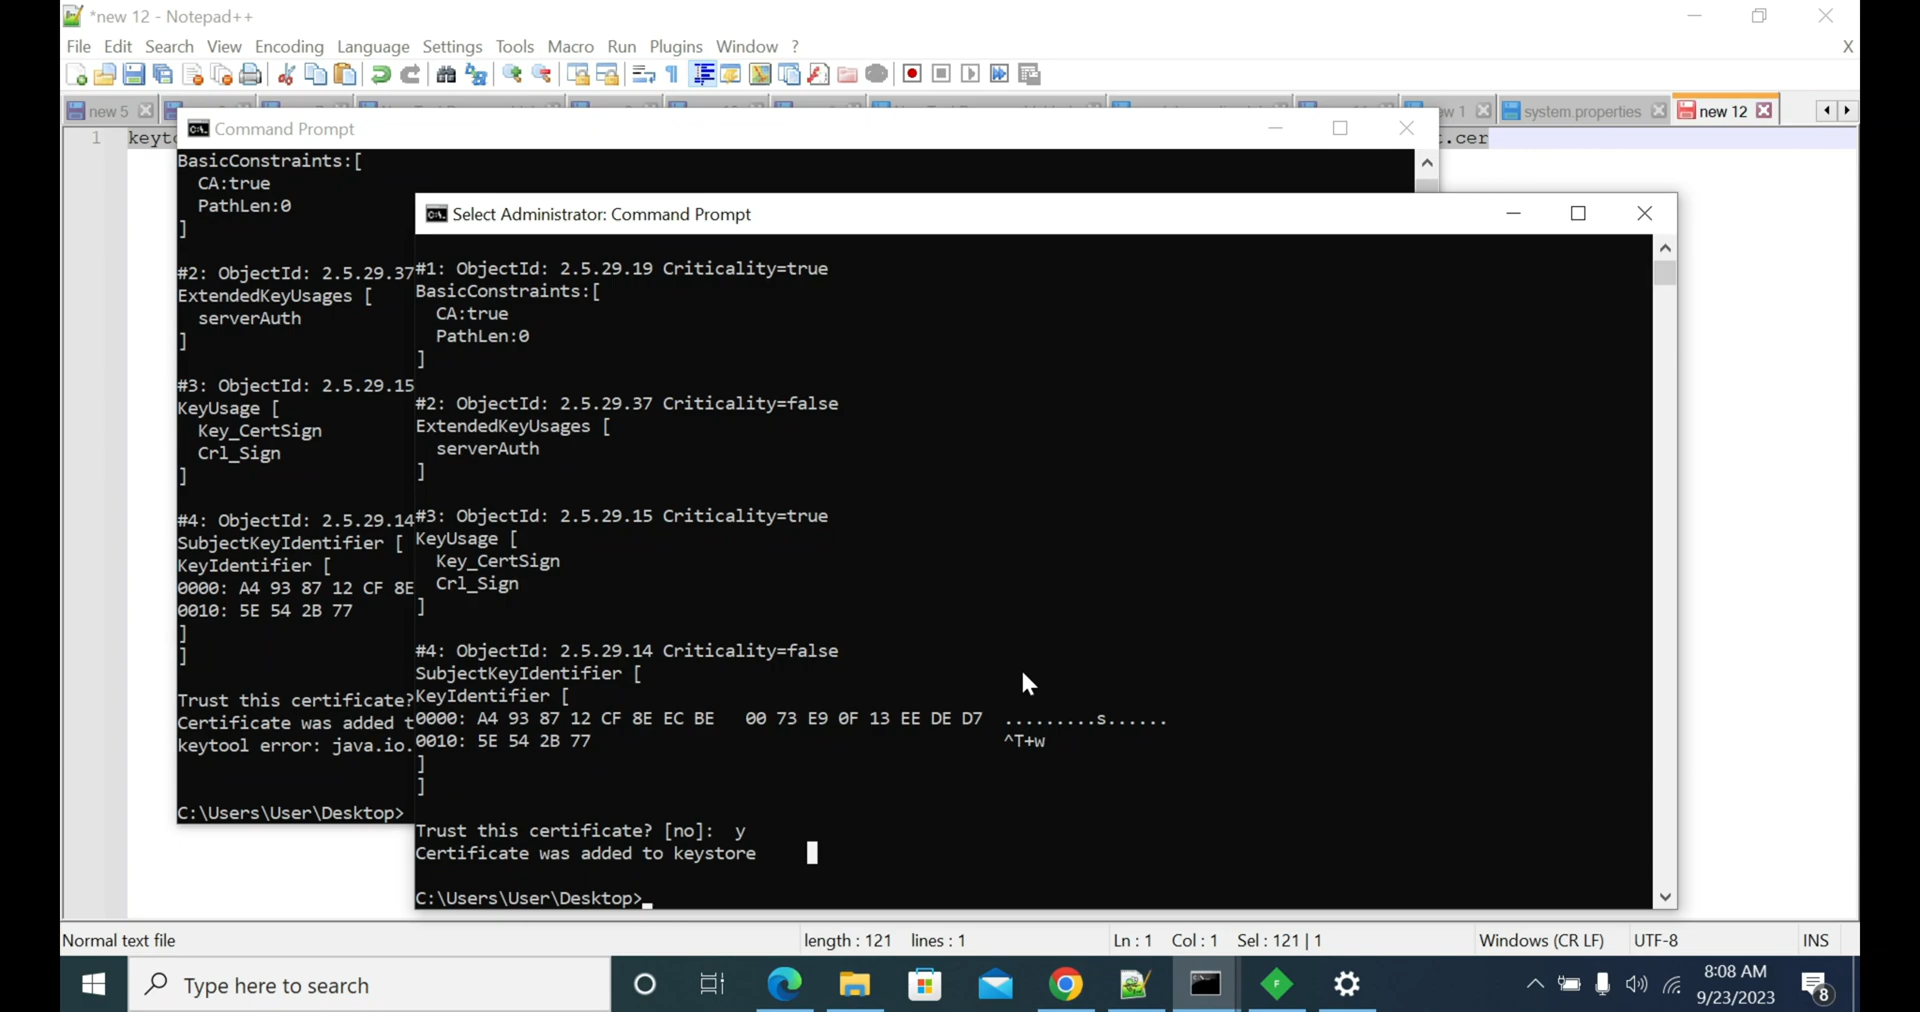 *new 12 - Notepad++
File Edit Search View Encoding Language Settings Tools Macro Run Plugins Window ?
X
new 5
new 1
system.properties
new 12
1
.cer
Command Prompt
BasicConstraints:[
CA:true
PathLen:0
]
#2: ObjectId: 2.5.29.37
ExtendedKeyUsages [
serverAuth
]
#3: ObjectId: 2.5.29.15
KeyUsage [
Key_CertSign
Crl_Sign
]
#4: ObjectId: 2.5.29.14
SubjectKeyIdentifier [
KeyIdentifier [
0000: A4 93 87 12 CF 8E
0010: 5E 54 2B 77
]
]
Trust this certificate?
Certificate was added t
keytool error: java.io.
C:\Users\User\Desktop>
Select Administrator: Command Prompt
#1: ObjectId: 2.5.29.19 Criticality=true
BasicConstraints:[
CA:true
PathLen:0
]
#2: ObjectId: 2.5.29.37 Criticality=false
ExtendedKeyUsages [
serverAuth
]
#3: ObjectId: 2.5.29.15 Criticality=true
KeyUsage [
Key_CertSign
Crl_Sign
]
#4: ObjectId: 2.5.29.14 Criticality=false
SubjectKeyIdentifier [
KeyIdentifier [
0000: A4 93 87 12 CF 8E EC BE 00 73 E9 0F 13 EE DE D7 .........s......
0010: 5E 54 2B 77 ^T+w
]
]
Trust this certificate? [no]: y
Certificate was added to keystore
C:\Users\User\Desktop>
Normal text file length : 121 lines : 1 Ln : 1 Col : 1 Sel : 121 | 1 Windows (CR LF) UTF-8 INS
Type here to search
8:08 AM
9/23/2023
8